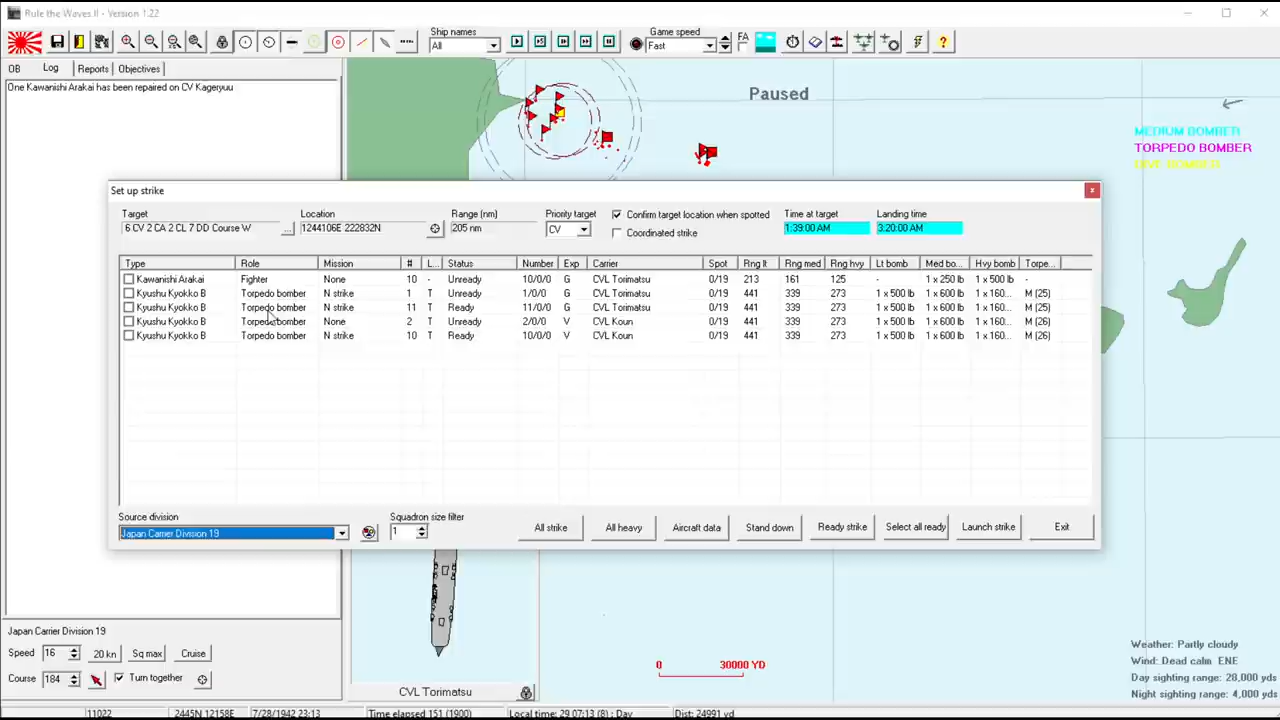 Rule the Waves II - Version 1.22
Ship names
All
FA
Game speed
Fast
OB Log Reports Objectives
One Kawanishi Arakai has been repaired on CV Kageryuu
Paused
MEDIUM BOMBER
TORPEDO BOMBER
DIVE BOMBER
Set up strike
Target Location Range (nm) Priority target Confirm target location when spotted Time at target Landing time
6 CV 2 CA 2 CL 7 DD Course W ... 1244106E 222832N 205 nm CV Coordinated strike 1:39:00 AM 3:20:00 AM
Type Role Mission # L... Status Number Exp Carrier Spot Rng lt Rng med Rng hvy Lt bomb Med bo... Hvy bomb Torpe...
Kawanishi Arakai Fighter None 10 - Unready 10/0/0 G CVL Torimatsu 0/19 213 161 125 - 1 x 250 lb 1 x 500 lb -
Kyushu Kyokko B Torpedo bomber N strike 1 T Unready 1/0/0 G CVL Torimatsu 0/19 441 339 273 1 x 500 lb 1 x 600 lb 1 x 160... M (25)
Kyushu Kyokko B Torpedo bomber N strike 11 T Ready 11/0/0 G CVL Torimatsu 0/19 441 339 273 1 x 500 lb 1 x 600 lb 1 x 160... M (25)
Kyushu Kyokko B Torpedo bomber None 2 T Unready 2/0/0 V CVL Koun 0/19 441 339 273 1 x 500 lb 1 x 600 lb 1 x 160... M (26)
Kyushu Kyokko B Torpedo bomber N strike 10 T Ready 10/0/0 V CVL Koun 0/19 441 339 273 1 x 500 lb 1 x 600 lb 1 x 160... M (26)
Source division Squadron size filter
Japan Carrier Division 19 1 All strike All heavy Aircraft data Stand down Ready strike Select all ready Launch strike Exit
Japan Carrier Division 19
Speed 16 20 kn Sq max Cruise
Course 184 Turn together
CVL Torimatsu
0 30000 YD
Weather: Partly cloudy
Wind: Dead calm ENE
Day sighting range: 28,000 yds
Night sighting range: 4,000 yds
11022 2445N 12158E 7/28/1942 23:13 Time elapsed 151 (1900) Local time: 29 07:13 (8) : Day Dist: 24991 yd